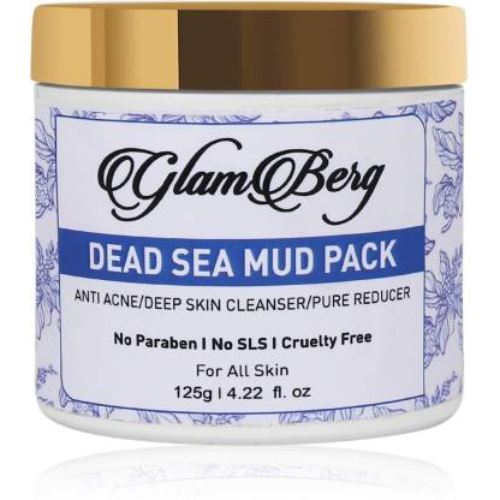 GlamBerg
DEAD SEA MUD PACK
ANTI ACNE/DEEP SKIN CLEANSER/PURE REDUCER
No Paraben I No SLS I Cruelty Free
For All Skin
125g I 4.22 fl. oz